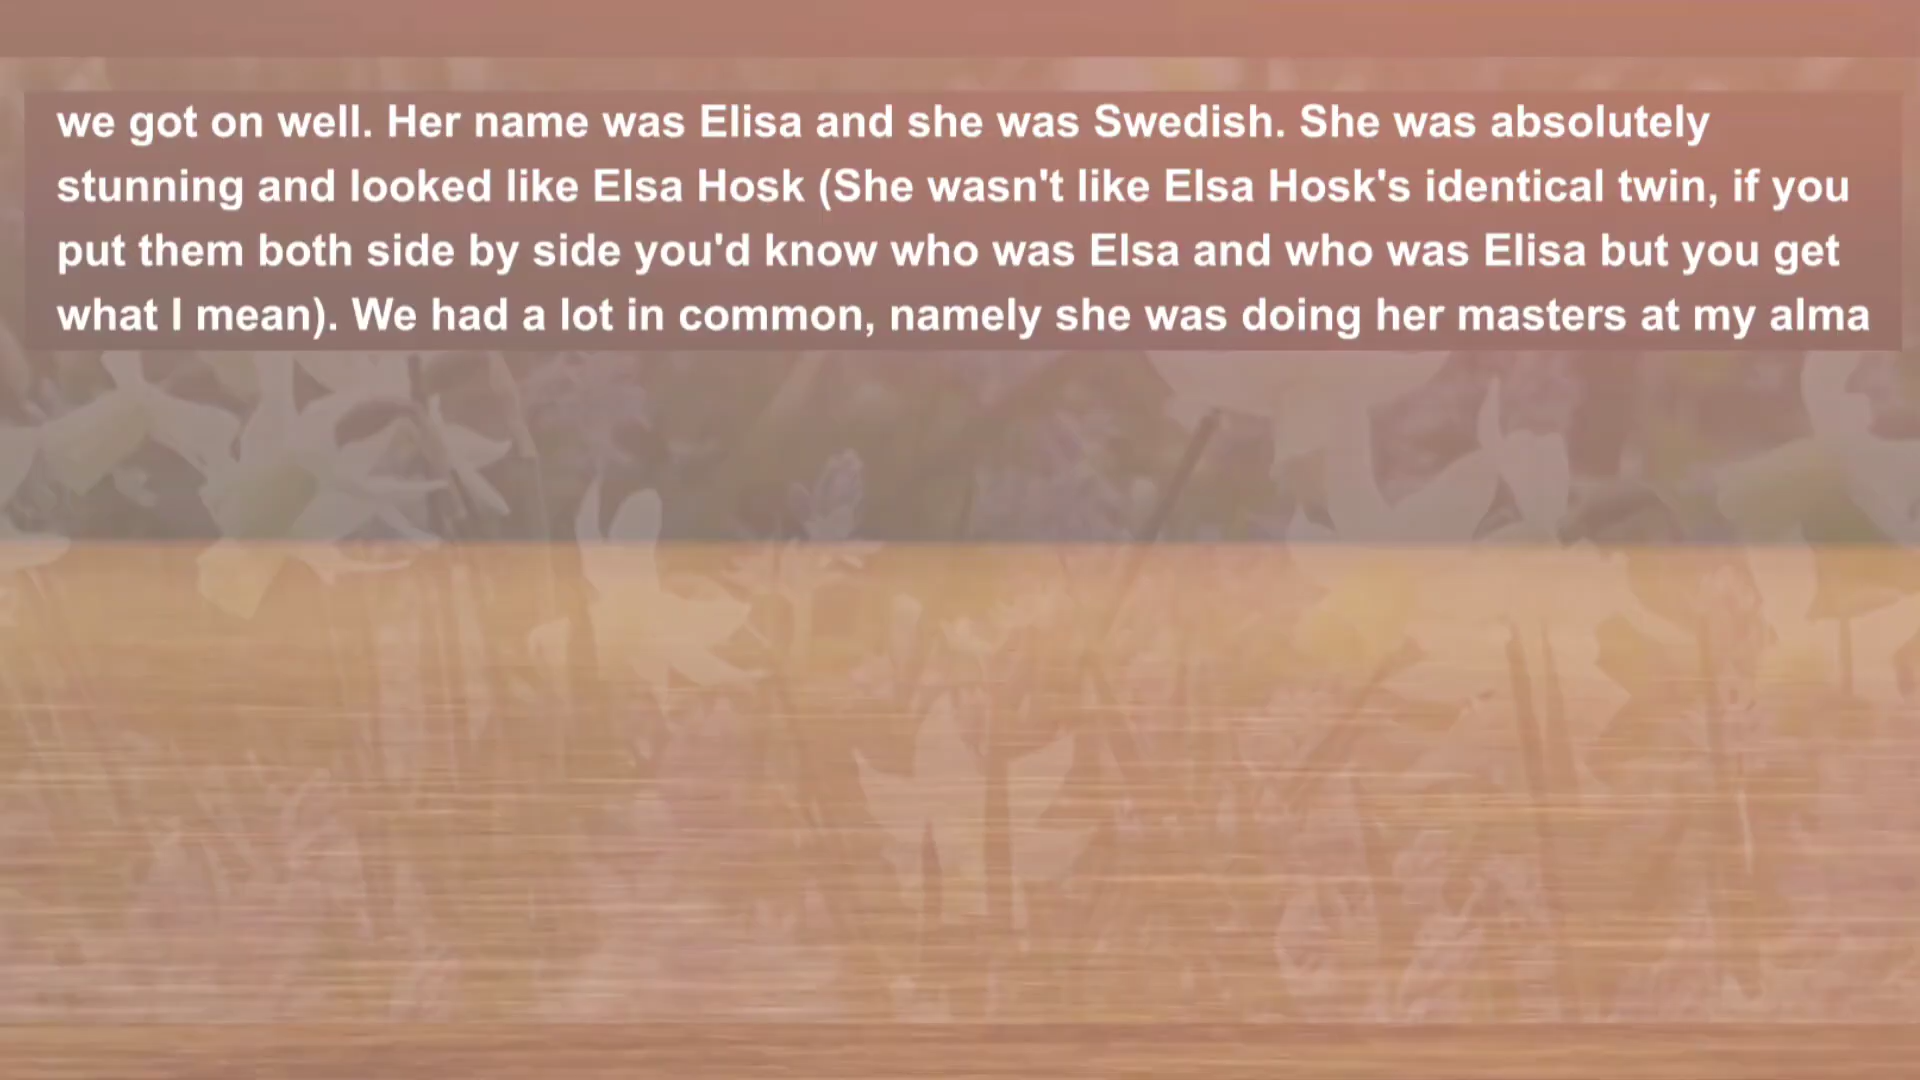 we got on well. Her name was Elisa and she was Swedish. She was absolutely
stunning and looked like Elsa Hosk (She wasn't like Elsa Hosk's identical twin, if you
put them both side by side you'd know who was Elsa and who was Elisa but you get
what I mean). We had a lot in common, namely she was doing her masters at my alma